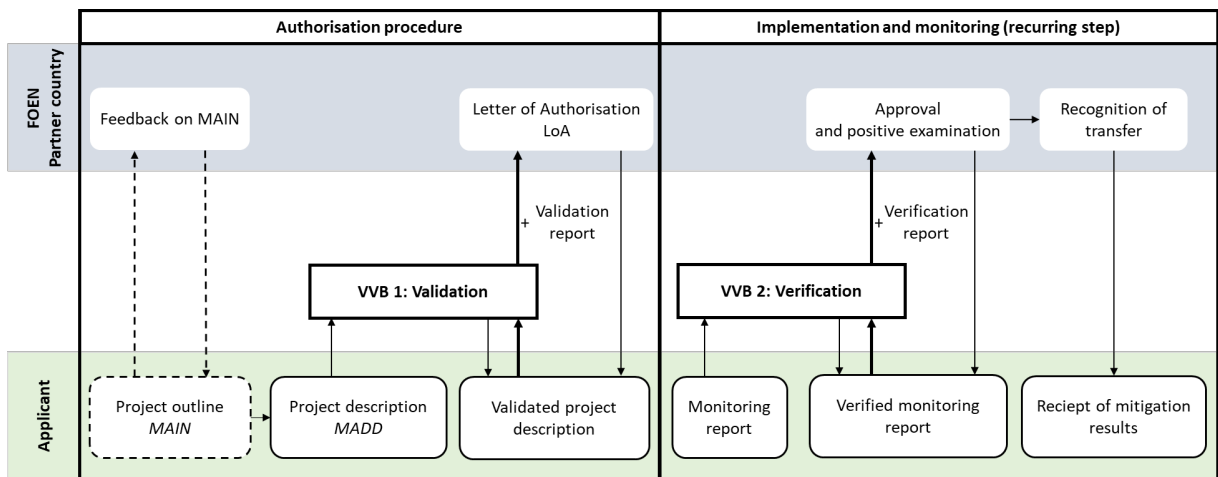 Authorisation procedure
Implementation and monitoring (recurring step)
FOEN
Partner country
Feedback on MAIN
Letter of Authorisation
LoA
Approval
and positive examination
Recognition of
transfer
+ Validation
report
+ Verification
report
VVB 1: Validation
VVB 2: Verification
Applicant
Project outline
MAIN
Project description
MADD
Validated project
description
Monitoring
report
Verified monitoring
report
Reciept of mitigation
results